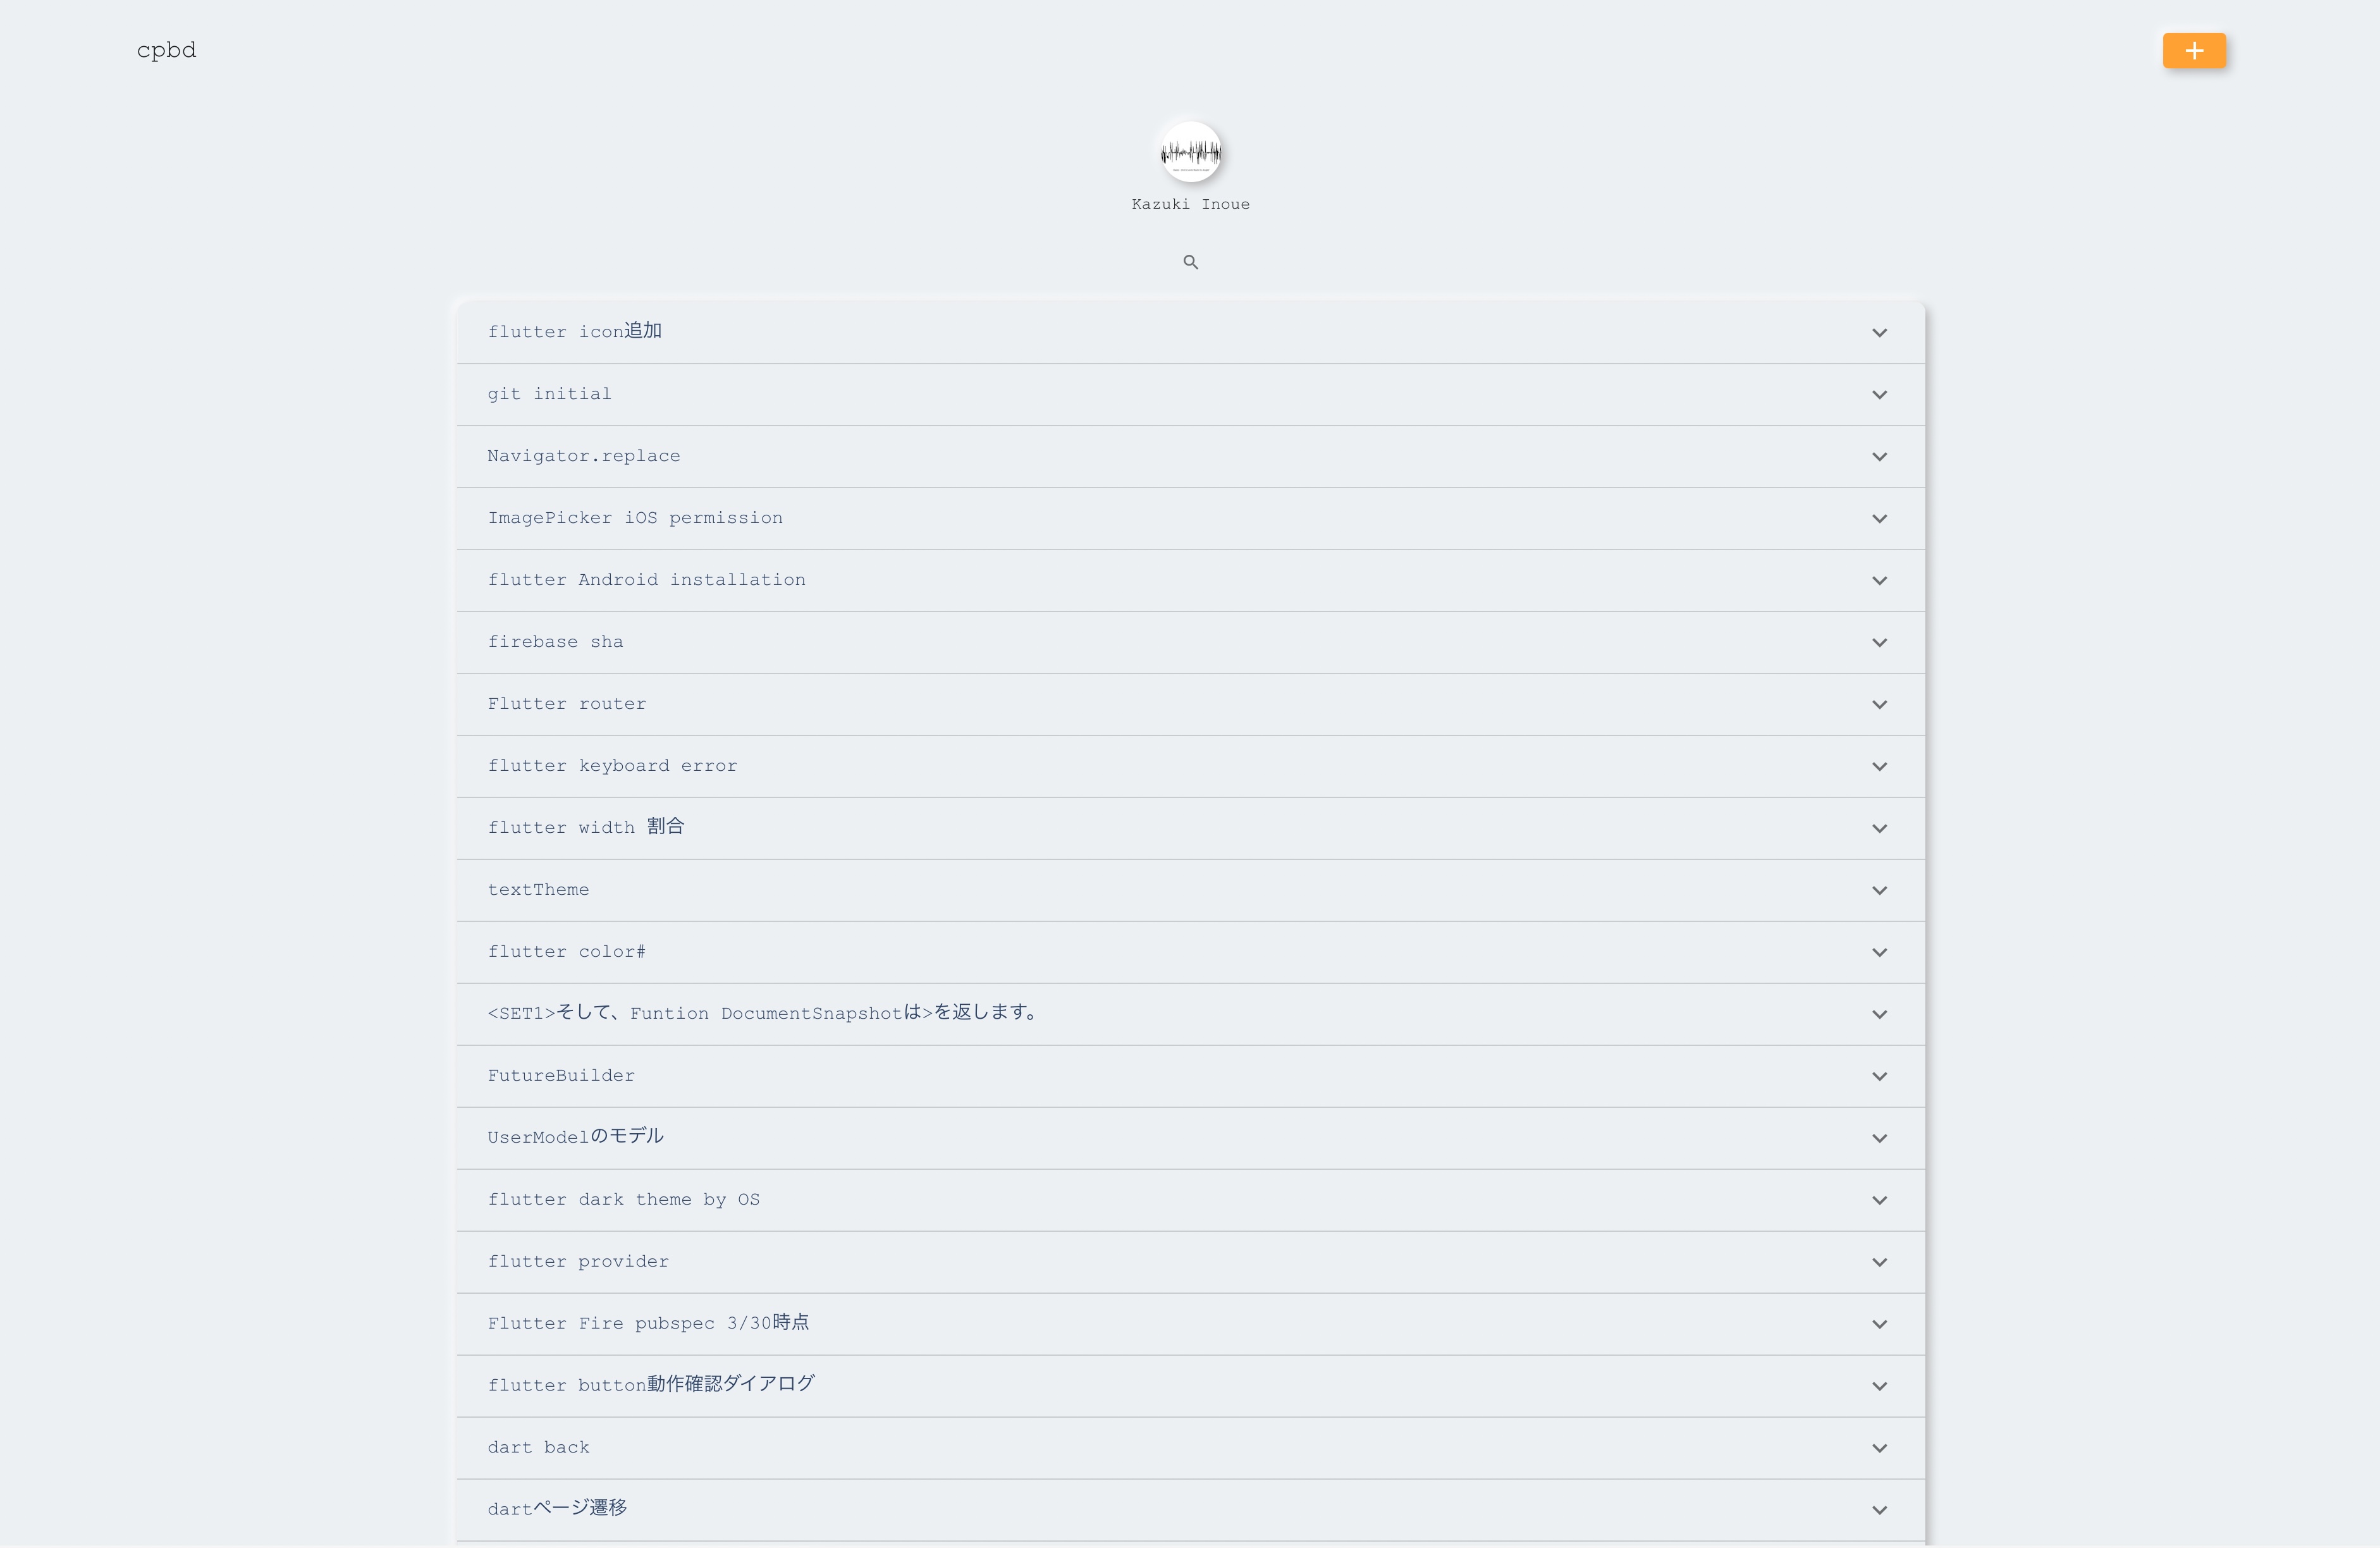 cpbd
Kazuki Inoue
flutter icon追加
git initial
Navigator.replace
ImagePicker iOS permission
flutter Android installation
firebase sha
Flutter router
flutter keyboard error
flutter width 割合
textTheme
flutter color#
<SET1>そして、Funtion DocumentSnapshotは>を返します。
FutureBuilder
UserModelのモデル
flutter dark theme by OS
flutter provider
Flutter Fire pubspec 3/30時点
flutter button動作確認ダイアログ
dart back
dartページ遷移